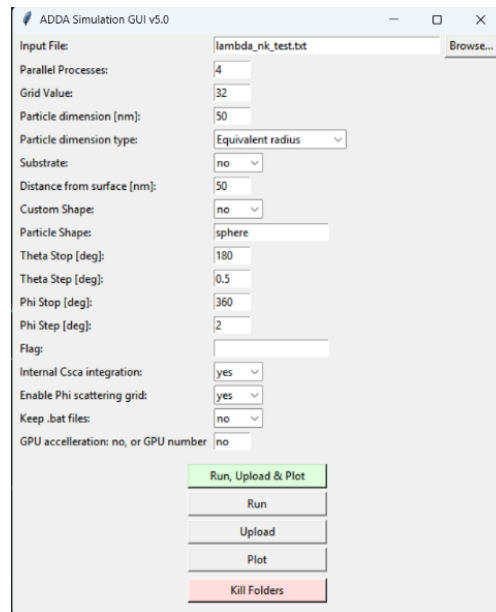 ADDA Simulation GUI v5.0
Input File: lambda_nk_test.txt Browse...
Parallel Processes: 4
Grid Value: 32
Particle dimension [nm]: 50
Particle dimension type: Equivalent radius
Substrate: no
Distance from surface [nm]: 50
Custom Shape: no
Particle Shape: sphere
Theta Stop [deg]: 180
Theta Step [deg]: 0.5
Phi Stop [deg]: 360
Phi Step [deg]: 2
Flag:
Internal Csca integration: yes
Enable Phi scattering grid: yes
Keep .bat files: no
GPU accelleration: no, or GPU number no
Run, Upload & Plot
Run
Upload
Plot
Kill Folders